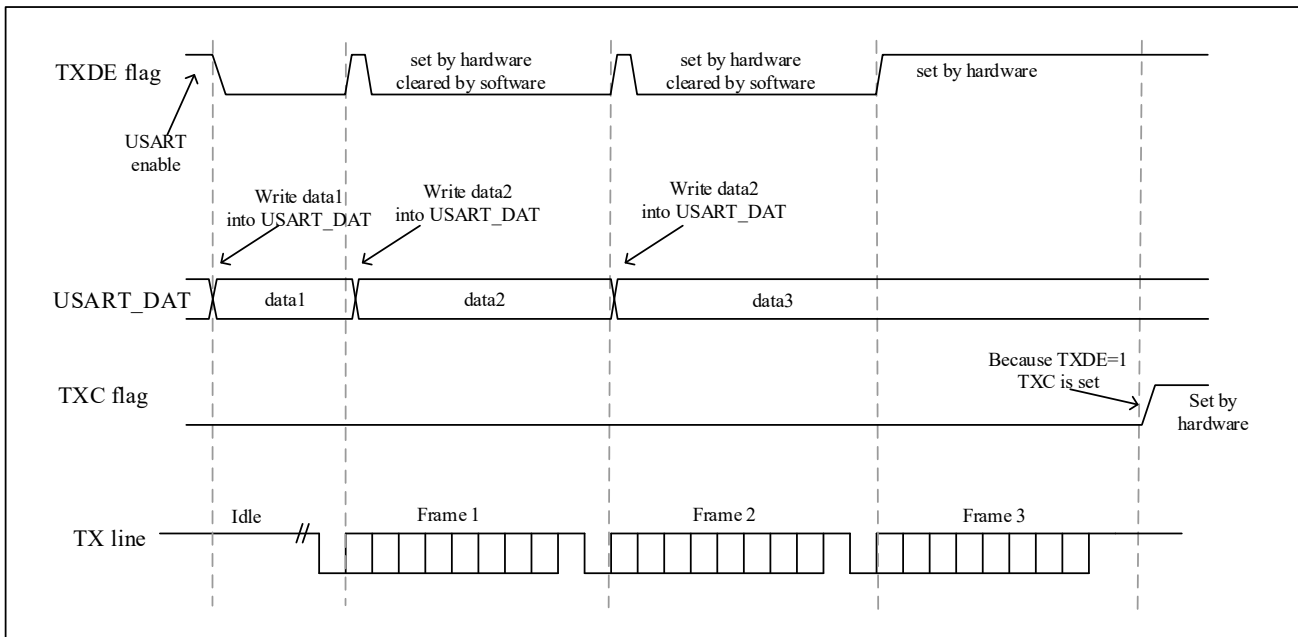 TXDE flag
set by hardware
cleared by software
set by hardware
cleared by software
set by hardware
USART
enable
Write data1
into USART_DAT
Write data2
into USART_DAT
Write data2
into USART_DAT
USART_DAT
data1
data2
data3
Because TXDE=1
TXC is set
TXC flag
Set by
hardware
Idle
Frame 1
Frame 2
Frame 3
TX line